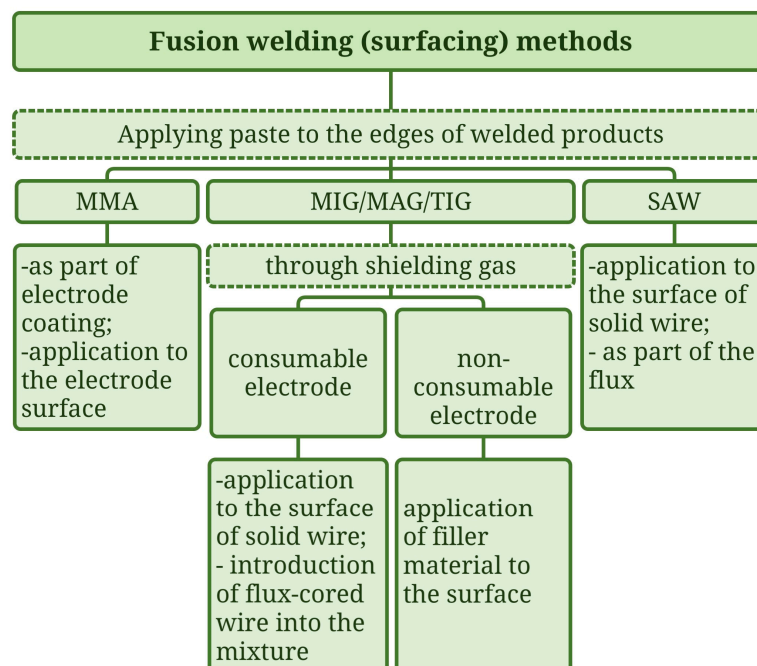 Fusion welding (surfacing) methods
Applying paste to the edges of welded products
MMA
MIG/MAG/TIG
SAW
-as part of
electrode
coating;
-application to
the electrode
surface
through shielding gas
-application to
the surface of
solid wire;
- as part of the
flux
consumable
electrode
non-
consumable
electrode
-application
to the surface
of solid wire;
- introduction
of flux-cored
wire into the
mixture
application
of filler
material to
the surface